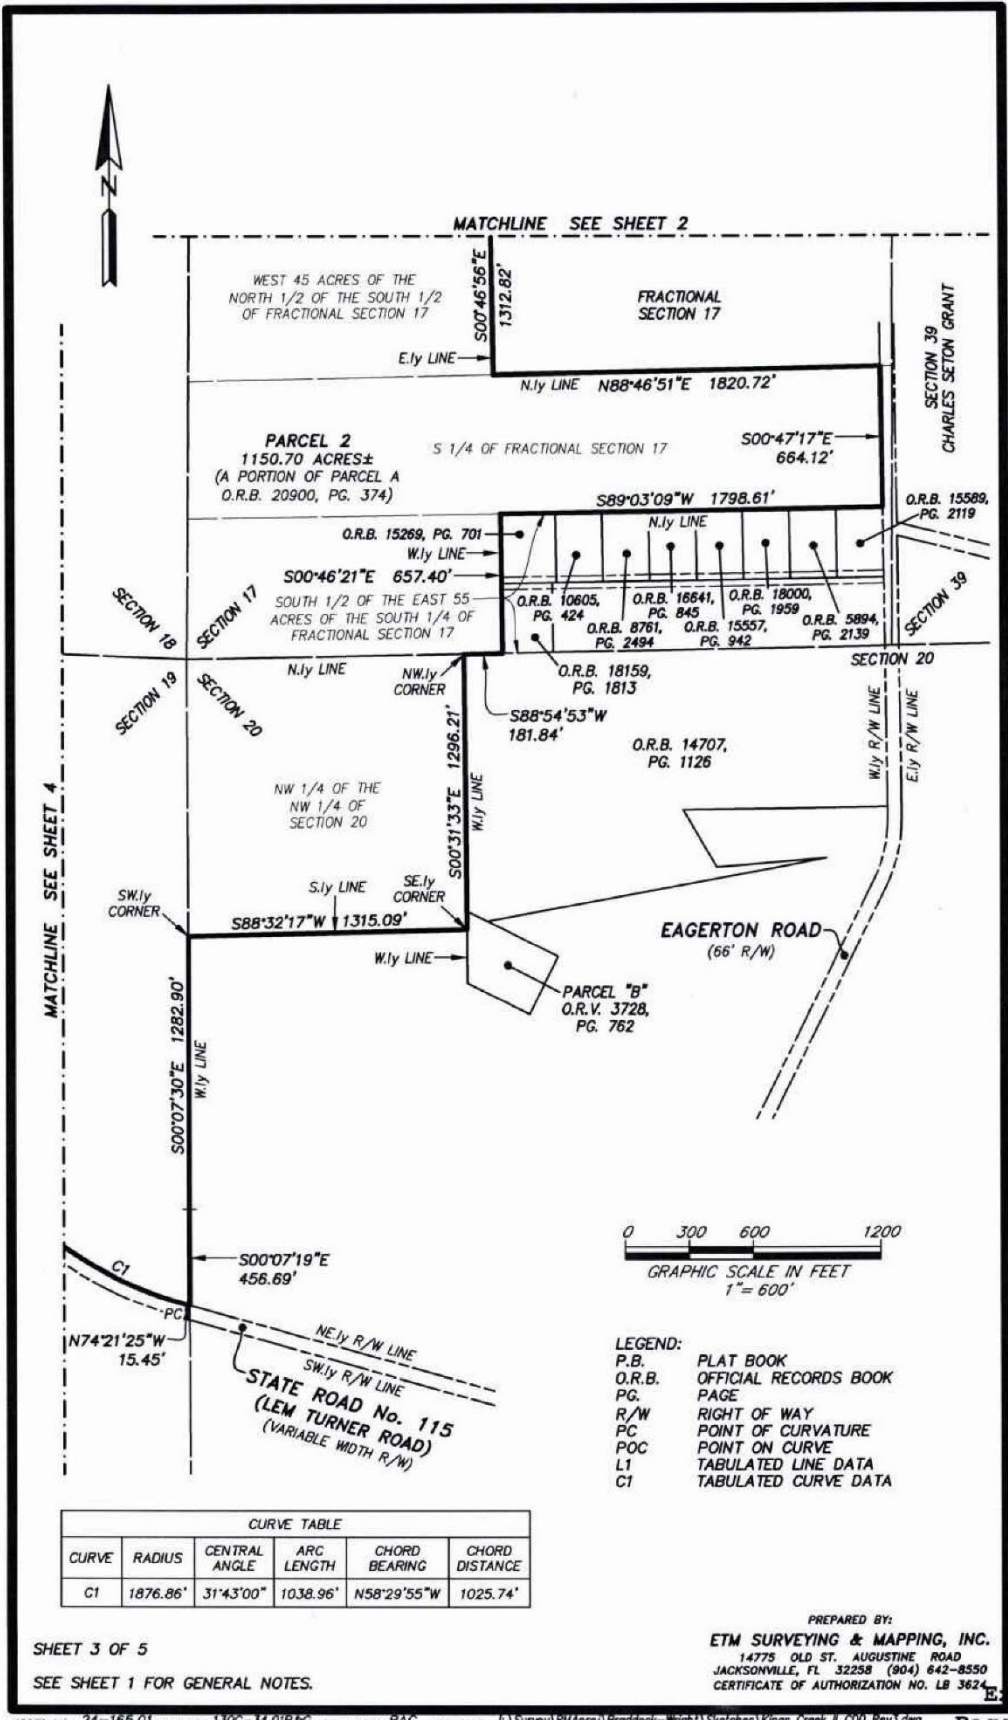 N
MATCHLINE SEE SHEET 2
WEST 45 ACRES OF THE
NORTH 1/2 OF THE SOUTH 1/2
OF FRACTIONAL SECTION 17
S00°46'56"E
1312.82'
FRACTIONAL
SECTION 17
SECTION 39
CHARLES SETON GRANT
E.ly LINE
N.ly LINE N88°46'51"E 1820.72'
PARCEL 2
1150.70 ACRES±
(A PORTION OF PARCEL A
O.R.B. 20900, PG. 374)
S 1/4 OF FRACTIONAL SECTION 17
S00°47'17"E
664.12'
S89°03'09"W 1798.61'
N.ly LINE
O.R.B. 15589,
PG. 2119
O.R.B. 15269, PG. 701
W.ly LINE
S00°46'21"E 657.40'
SOUTH 1/2 OF THE EAST 55
ACRES OF THE SOUTH 1/4 OF
FRACTIONAL SECTION 17
O.R.B. 10605,
PG. 424
O.R.B. 16641,
PG. 845
O.R.B. 18000,
PG. 1959
O.R.B. 8761,
PG. 2494
O.R.B. 15557,
PG. 942
O.R.B. 5894,
PG. 2139
SECTION 39
SECTION 18
SECTION 17
SECTION 19
SECTION 20
N.ly LINE
NW.ly
CORNER
O.R.B. 18159,
PG. 1813
SECTION 20
S88°54'53"W
181.84'
O.R.B. 14707,
PG. 1126
W.ly R/W LINE
E.ly R/W LINE
S00°31'33"E 1296.21'
W.ly LINE
NW 1/4 OF THE
NW 1/4 OF
SECTION 20
MATCHLINE SEE SHEET 4
SW.ly
CORNER
S.ly LINE
SE.ly
CORNER
S88°32'17"W 1315.09'
W.ly LINE
EAGERTON ROAD
(66' R/W)
PARCEL "B"
O.R.V. 3728,
PG. 762
S00°07'30"E 1282.90'
W.ly LINE
0 300 600 1200
GRAPHIC SCALE IN FEET
1"= 600'
C1
S00°07'19"E
456.69'
PC
N74°21'25"W
15.45'
NE.ly R/W LINE
SW.ly R/W LINE
STATE ROAD No. 115
(LEM TURNER ROAD)
(VARIABLE WIDTH R/W)
LEGEND:
P.B. PLAT BOOK
O.R.B. OFFICIAL RECORDS BOOK
PG. PAGE
R/W RIGHT OF WAY
PC POINT OF CURVATURE
POC POINT ON CURVE
L1 TABULATED LINE DATA
C1 TABULATED CURVE DATA
CURVE TABLE
CURVE RADIUS CENTRAL ANGLE ARC LENGTH CHORD BEARING CHORD DISTANCE
C1 1876.86' 31°43'00" 1038.96' N58°29'55"W 1025.74'
SHEET 3 OF 5
SEE SHEET 1 FOR GENERAL NOTES.
PREPARED BY:
ETM SURVEYING & MAPPING, INC.
14775 OLD ST. AUGUSTINE ROAD
JACKSONVILLE, FL 32258 (904) 642-8550
CERTIFICATE OF AUTHORIZATION NO. LB 3624